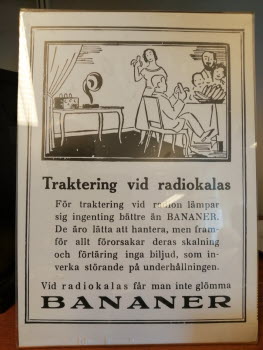 Traktering vid radiokalas
För traktering vid radion lämpar
sig ingenting bättre än BANANER.
De äro lätta att hantera, men fram-
för allt förorsakar deras skalning
och förtäring inga biljud, som in-
verka störande på underhållningen.
Vid radiokalas får man inte glömma
BANANER